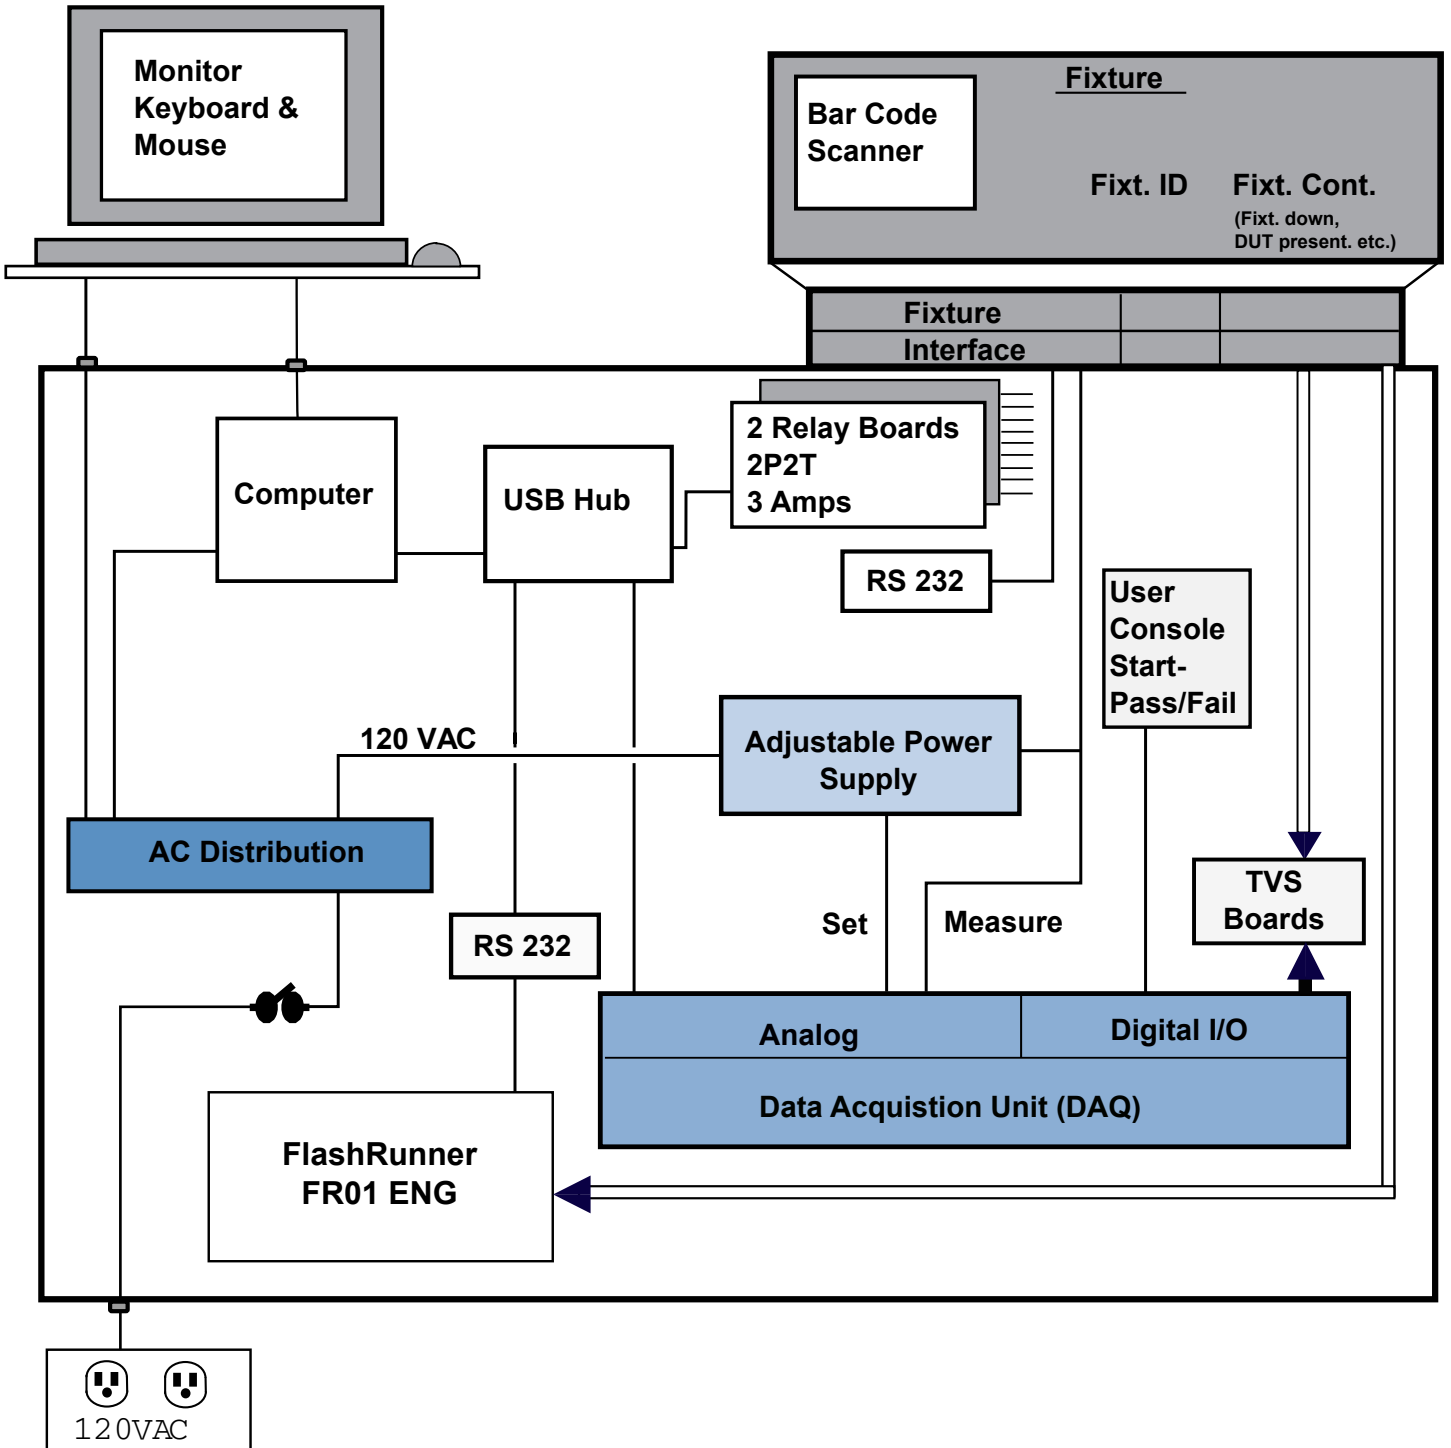 Monitor
Keyboard &
Mouse
Fixture
Bar Code
Scanner
Fixt. ID
Fixt. Cont.
(Fixt. down,
DUT present. etc.)
Fixture
Interface
2 Relay Boards
2P2T
3 Amps
Computer
USB Hub
RS 232
User
Console
Start-
Pass/Fail
120 VAC
Adjustable Power
Supply
AC Distribution
TVS
Boards
Set
Measure
RS 232
Analog
Digital I/O
Data Acquistion Unit (DAQ)
FlashRunner
FR01 ENG
120VAC